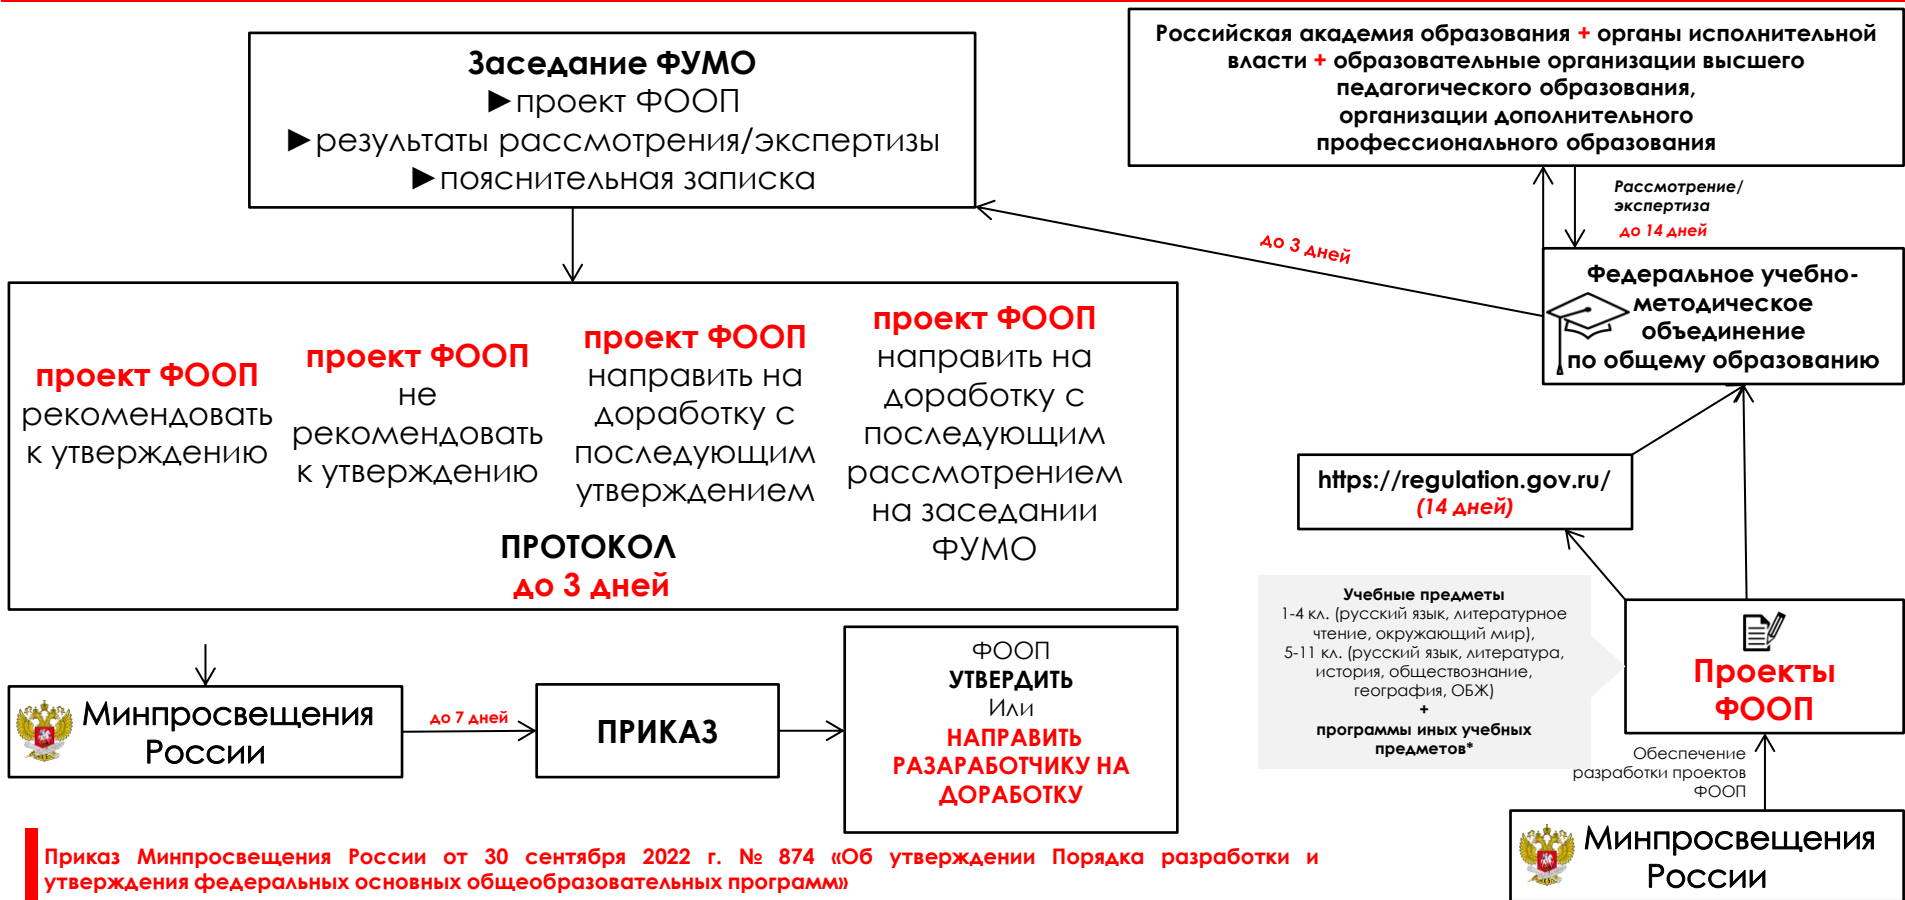 Заседание ФУМО
►проект ФООП
►результаты рассмотрения/экспертизы
►пояснительная записка
Российская академия образования + органы исполнительной
власти + образовательные организации высшего
педагогического образования,
организации дополнительного
профессионального образования
Рассмотрение/
экспертиза
до 14 дней
до 3 дней
Федеральное учебно-
методическое
объединение
по общему образованию
проект ФООП
рекомендовать
к утверждению
проект ФООП
не
рекомендовать
к утверждению
проект ФООП
направить на
доработку с
последующим
утверждением
проект ФООП
направить на
доработку с
последующим
рассмотрением
на заседании
ФУМО
ПРОТОКОЛ
до 3 дней
https://regulation.gov.ru/
(14 дней)
Учебные предметы
1-4 кл. (русский язык, литературное
чтение, окружающий мир),
5-11 кл. (русский язык, литература,
история, обществознание,
география, ОБЖ)
+
программы иных учебных
предметов*
Проекты
ФООП
Обеспечение
разработки проектов
ФООП
Минпросвещения
России
до 7 дней
ПРИКАЗ
ФООП
УТВЕРДИТЬ
Или
НАПРАВИТЬ
РАЗАРАБОТЧИКУ НА
ДОРАБОТКУ
Минпросвещения
России
Приказ Минпросвещения России от 30 сентября 2022 г. № 874 «Об утверждении Порядка разработки и
утверждения федеральных основных общеобразовательных программ»